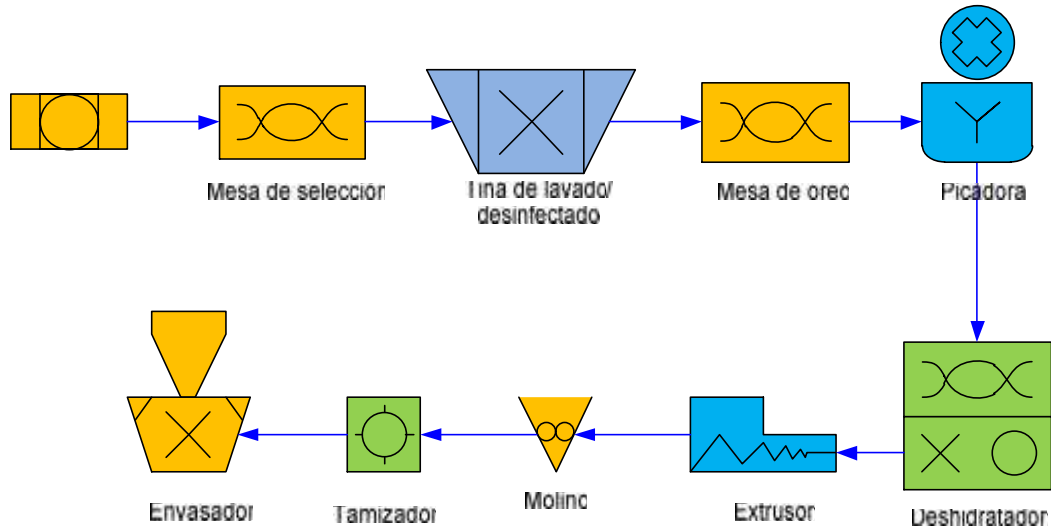 Mesa de selección
Tina de lavado/
desinfectado
Mesa de oreo
Picadora
Envasador
Tamizador
Molino
Extrusor
Deshidratador